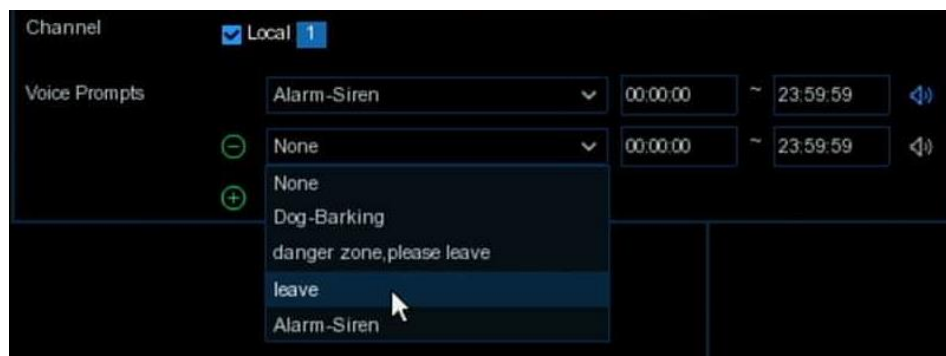 Channel Local 1
Voice Prompts Alarm-Siren 00:00:00 ~ 23:59:59
None 00:00:00 ~ 23:59:59
None
Dog-Barking
danger zone,please leave
leave
Alarm-Siren